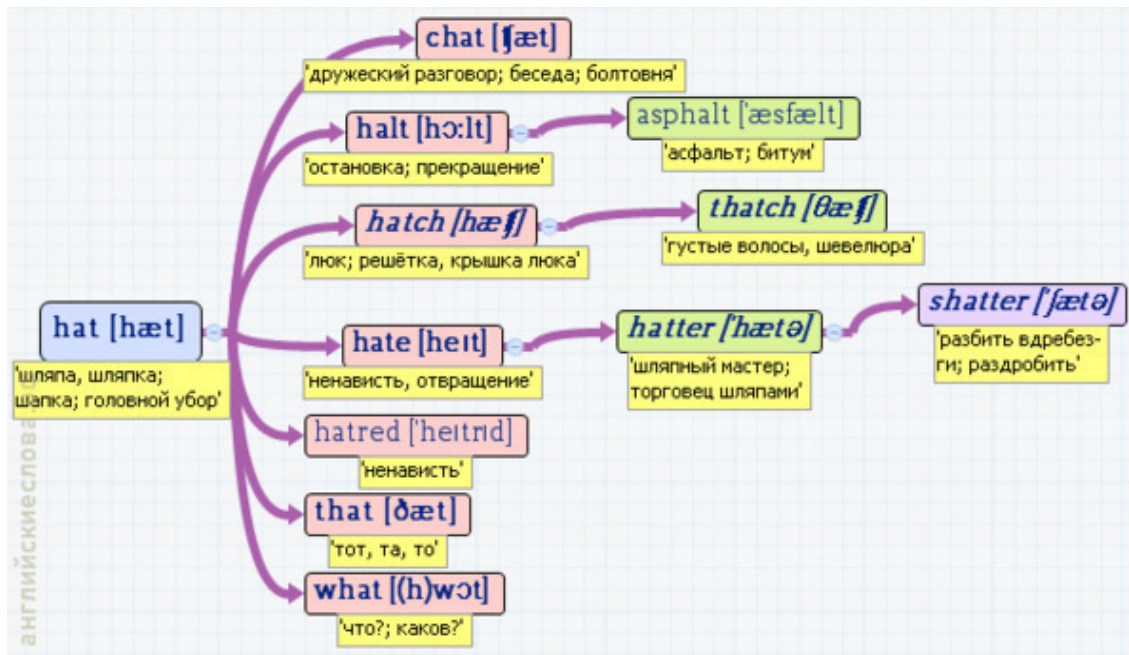 chat [ʧæt]
'дружеский разговор; беседа; болтовня'
halt [hɔ:lt]
'остановка; прекращение'
asphalt ['æsfælt]
'асфальт; битум'
hatch [hæʧ]
'люк; решётка, крышка люка'
thatch [θæʧ]
'густые волосы, шевелюра'
hat [hæt]
'шляпа, шляпка;
шапка; головной убор'
hate [heɪt]
'ненависть, отвращение'
hatter ['hætə]
'шляпный мастер;
торговец шляпами'
shatter ['ʃætə]
'разбить вдребез-
ги; раздробить'
hatred ['heɪtrɪd]
'ненависть'
that [ðæt]
'тот, та, то'
what [(h)wɔt]
'что?; каков?'